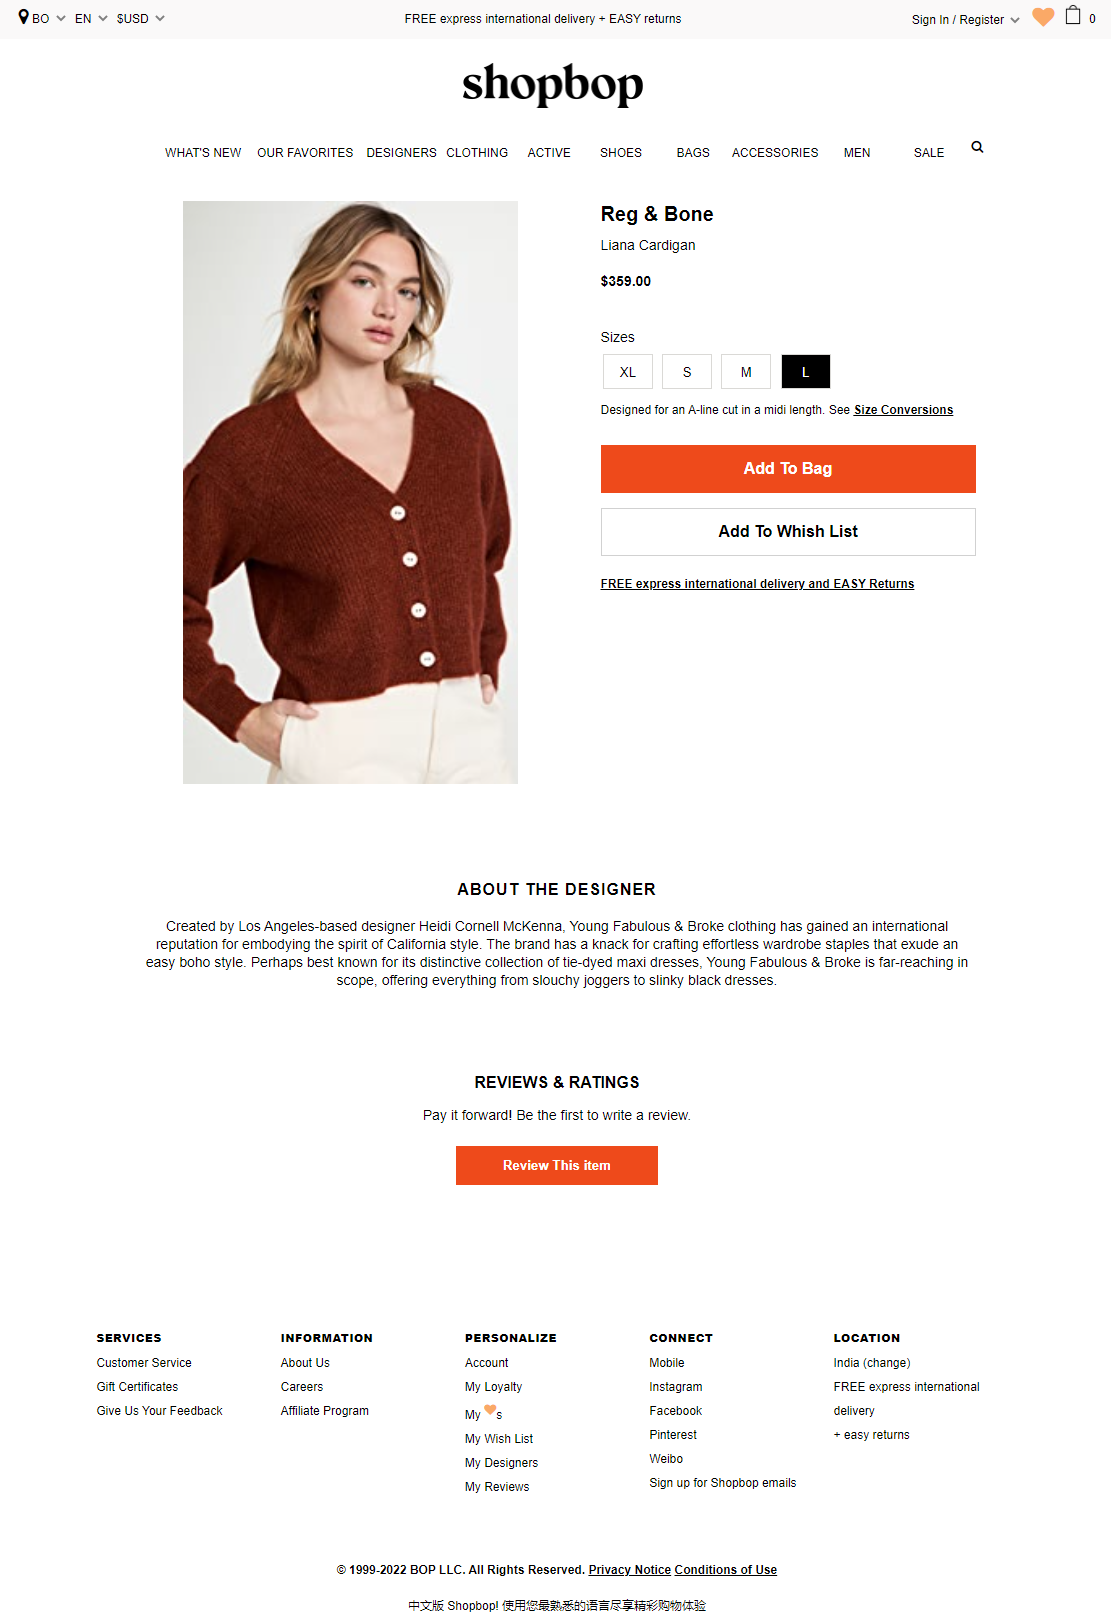 BO EN $USD
FREE express international delivery + EASY returns
Sign In / Register
0
shopbop
WHAT'S NEW OUR FAVORITES DESIGNERS CLOTHING ACTIVE SHOES BAGS ACCESSORIES MEN SALE
Reg & Bone
Liana Cardigan
$359.00
Sizes
XL S M L
Designed for an A-line cut in a midi length. See Size Conversions
Add To Bag
Add To Whish List
FREE express international delivery and EASY Returns
ABOUT THE DESIGNER
Created by Los Angeles-based designer Heidi Cornell McKenna, Young Fabulous & Broke clothing has gained an international
reputation for embodying the spirit of California style. The brand has a knack for crafting effortless wardrobe staples that exude an
easy boho style. Perhaps best known for its distinctive collection of tie-dyed maxi dresses, Young Fabulous & Broke is far-reaching in
scope, offering everything from slouchy joggers to slinky black dresses.
REVIEWS & RATINGS
Pay it forward! Be the first to write a review.
Review This item
SERVICES
Customer Service
Gift Certificates
Give Us Your Feedback
INFORMATION
About Us
Careers
Affiliate Program
PERSONALIZE
Account
My Loyalty
My s
My Wish List
My Designers
My Reviews
CONNECT
Mobile
Instagram
Facebook
Pinterest
Weibo
Sign up for Shopbop emails
LOCATION
India (change)
FREE express international
delivery
+ easy returns
© 1999-2022 BOP LLC. All Rights Reserved. Privacy Notice Conditions of Use
中文版 Shopbop! 使用您最熟悉的语言尽享精彩购物体验